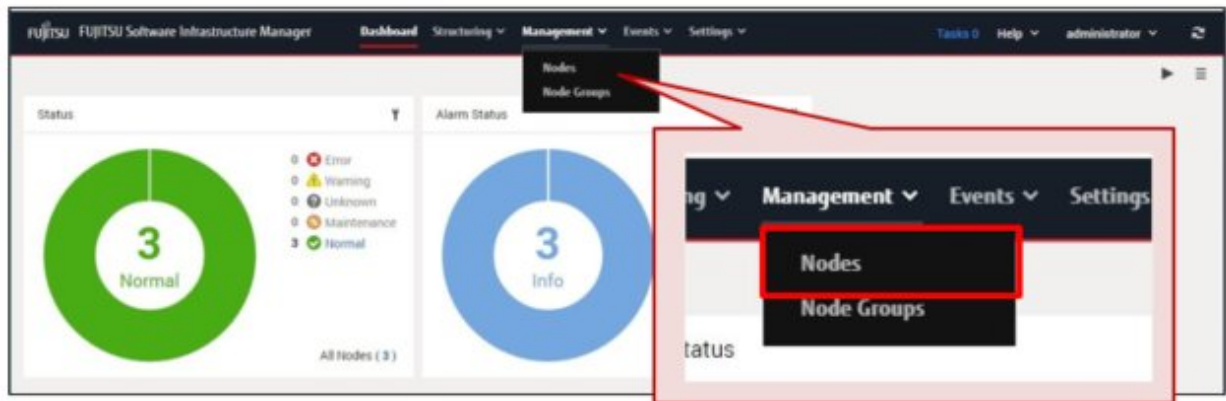 FUJITSU FUJITSU Software Infrastructure Manager Dashboard Structuring Management Events Settings Tasks 0 Help administrator
Nodes
Node Groups
Status
Alarm Status
0 Error
0 Warning
0 Unknown
0 Maintenance
3 Normal
3
Normal
All Nodes ( 3 )
3
Info
Management Events Settings
Nodes
Node Groups